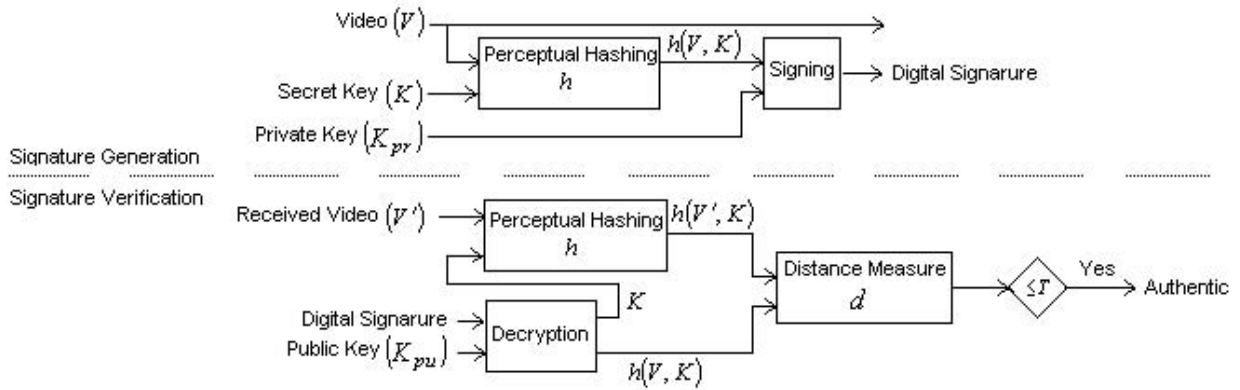 Video (V)
Perceptual Hashing
h
h(V, K)
Signing
Digital Signarure
Secret Key (K)
Private Key (K_pr)
Signature Generation
Signature Verification
Received Video (V')
Perceptual Hashing
h
h(V', K)
Distance Measure
d
≤T
Yes
Authentic
K
Digital Signarure
Decryption
Public Key (K_pu)
h(V, K)